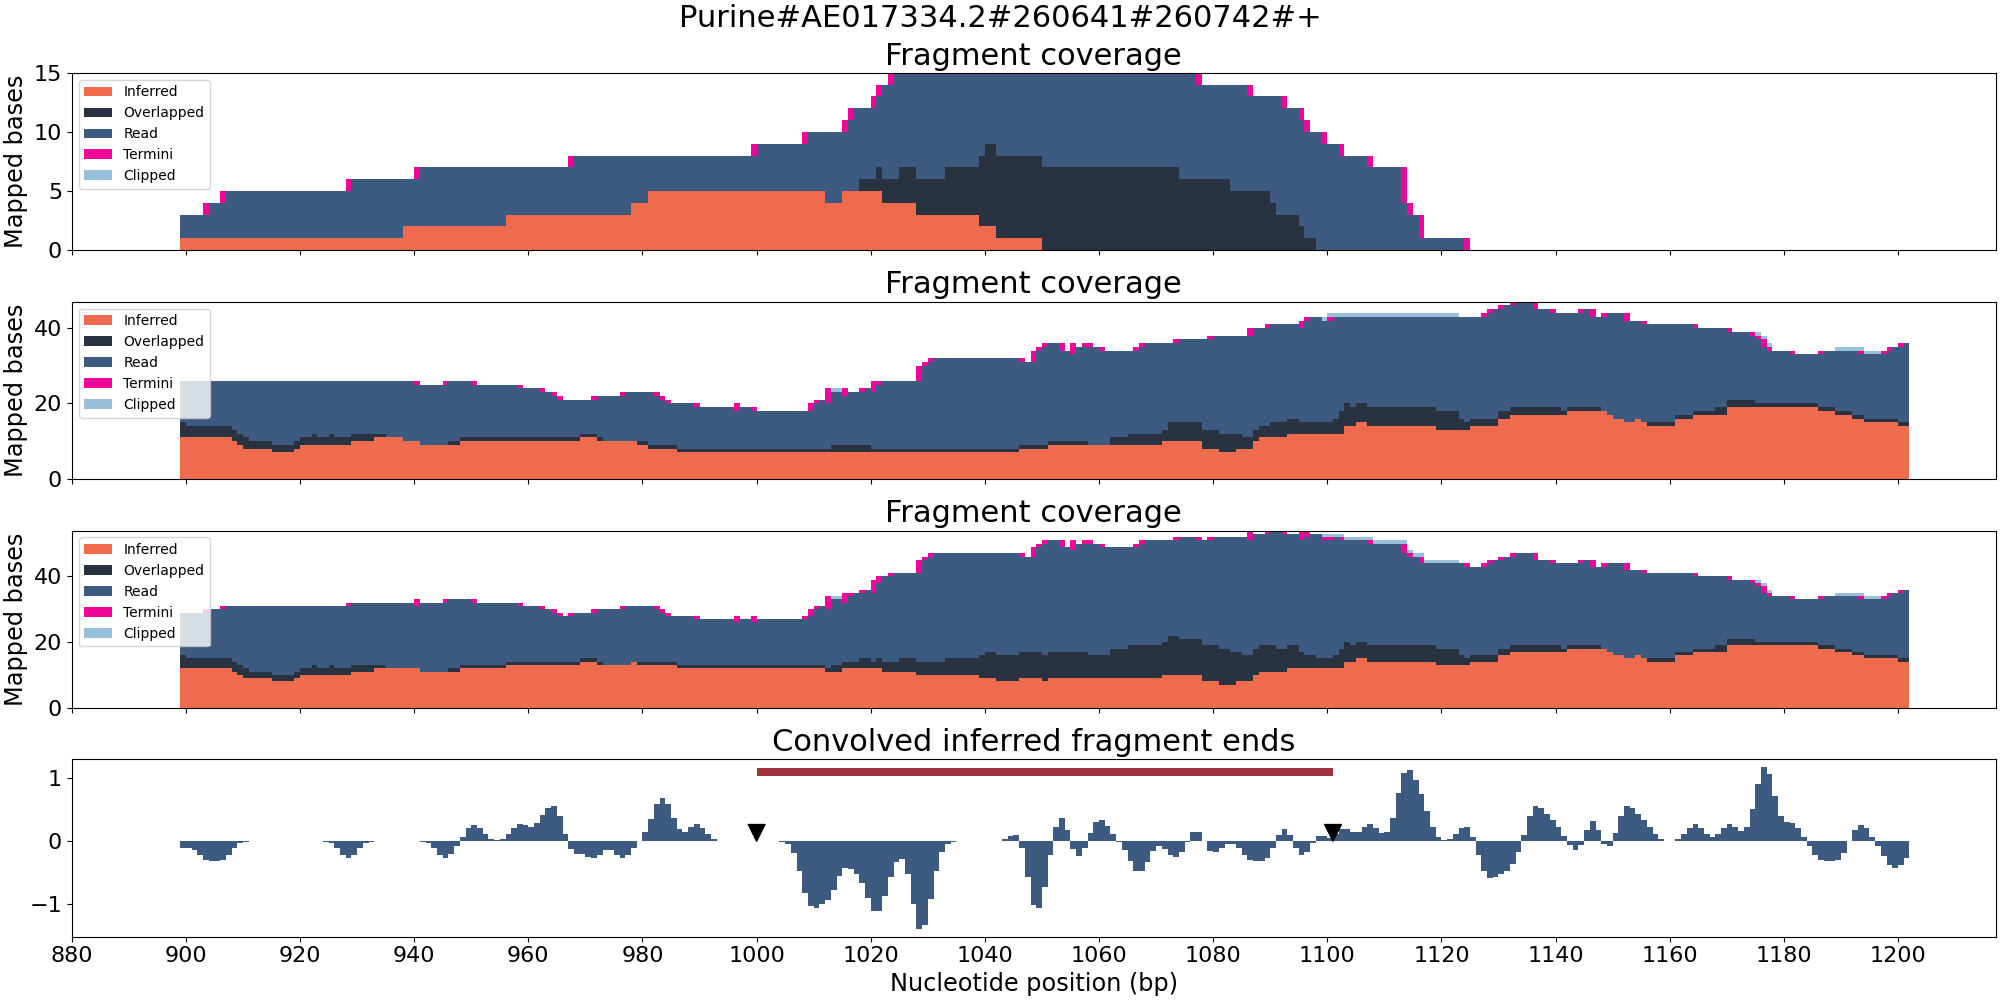 Purine#AE017334.2#260641#260742#+
Fragment coverage
Mapped bases
15
10
5
0
Inferred
Overlapped
Read
Termini
Clipped
Fragment coverage
Mapped bases
40
20
0
Inferred
Overlapped
Read
Termini
Clipped
Fragment coverage
Mapped bases
40
20
0
Inferred
Overlapped
Read
Termini
Clipped
Convolved inferred fragment ends
1
0
−1
880 900 920 940 960 980 1000 1020 1040 1060 1080 1100 1120 1140 1160 1180 1200
Nucleotide position (bp)